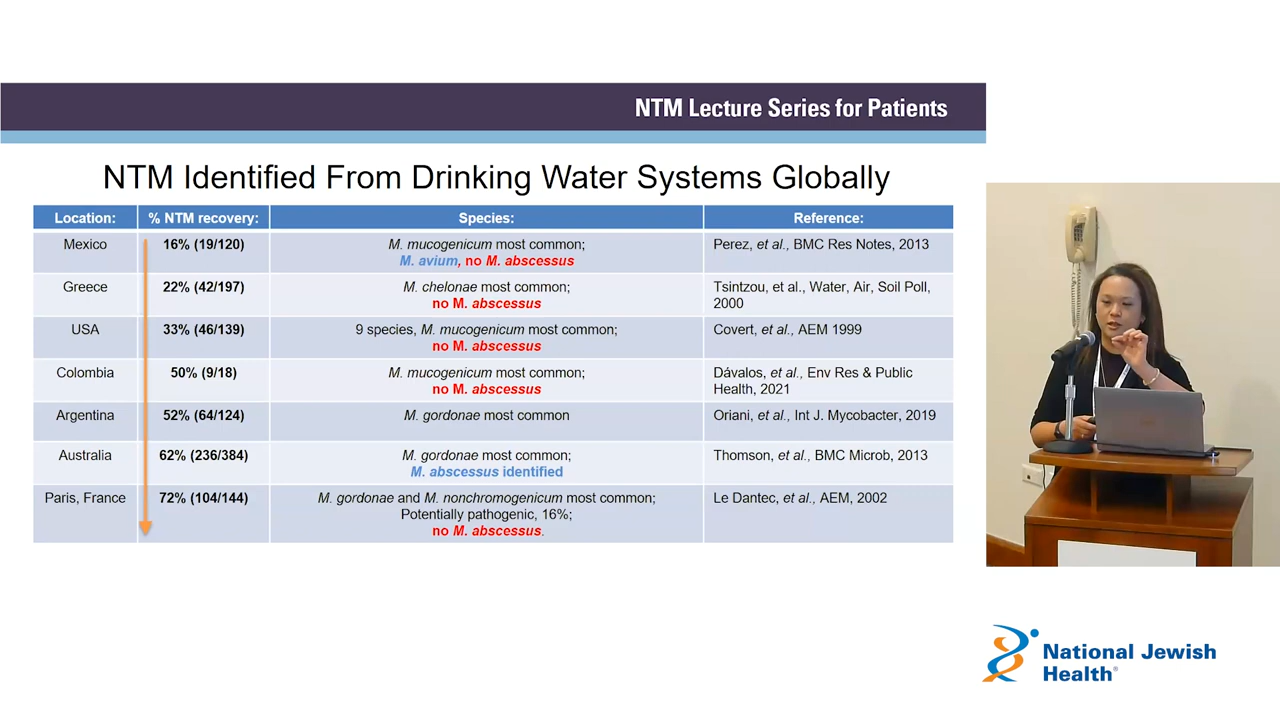 NTM Lecture Series for Patients
NTM Identified From Drinking Water Systems Globally
Location: % NTM recovery: Species: Reference:
Mexico 16% (19/120) M. mucogenicum most common; Perez, et al., BMC Res Notes, 2013
M. avium, no M. abscessus
Greece 22% (42/197) M. chelonae most common; Tsintzou, et al., Water, Air, Soil Poll,
no M. abscessus 2000
USA 33% (46/139) 9 species, M. mucogenicum most common; Covert, et al., AEM 1999
no M. abscessus
Colombia 50% (9/18) M. mucogenicum most common; Dávalos, et al., Env Res & Public
no M. abscessus Health, 2021
Argentina 52% (64/124) M. gordonae most common Oriani, et al., Int J. Mycobacter, 2019
Australia 62% (236/384) M. gordonae most common; Thomson, et al., BMC Microb, 2013
M. abscessus identified
Paris, France 72% (104/144) M. gordonae and M. nonchromogenicum most common; Le Dantec, et al., AEM, 2002
Potentially pathogenic, 16%;
no M. abscessus.
National Jewish
Health®